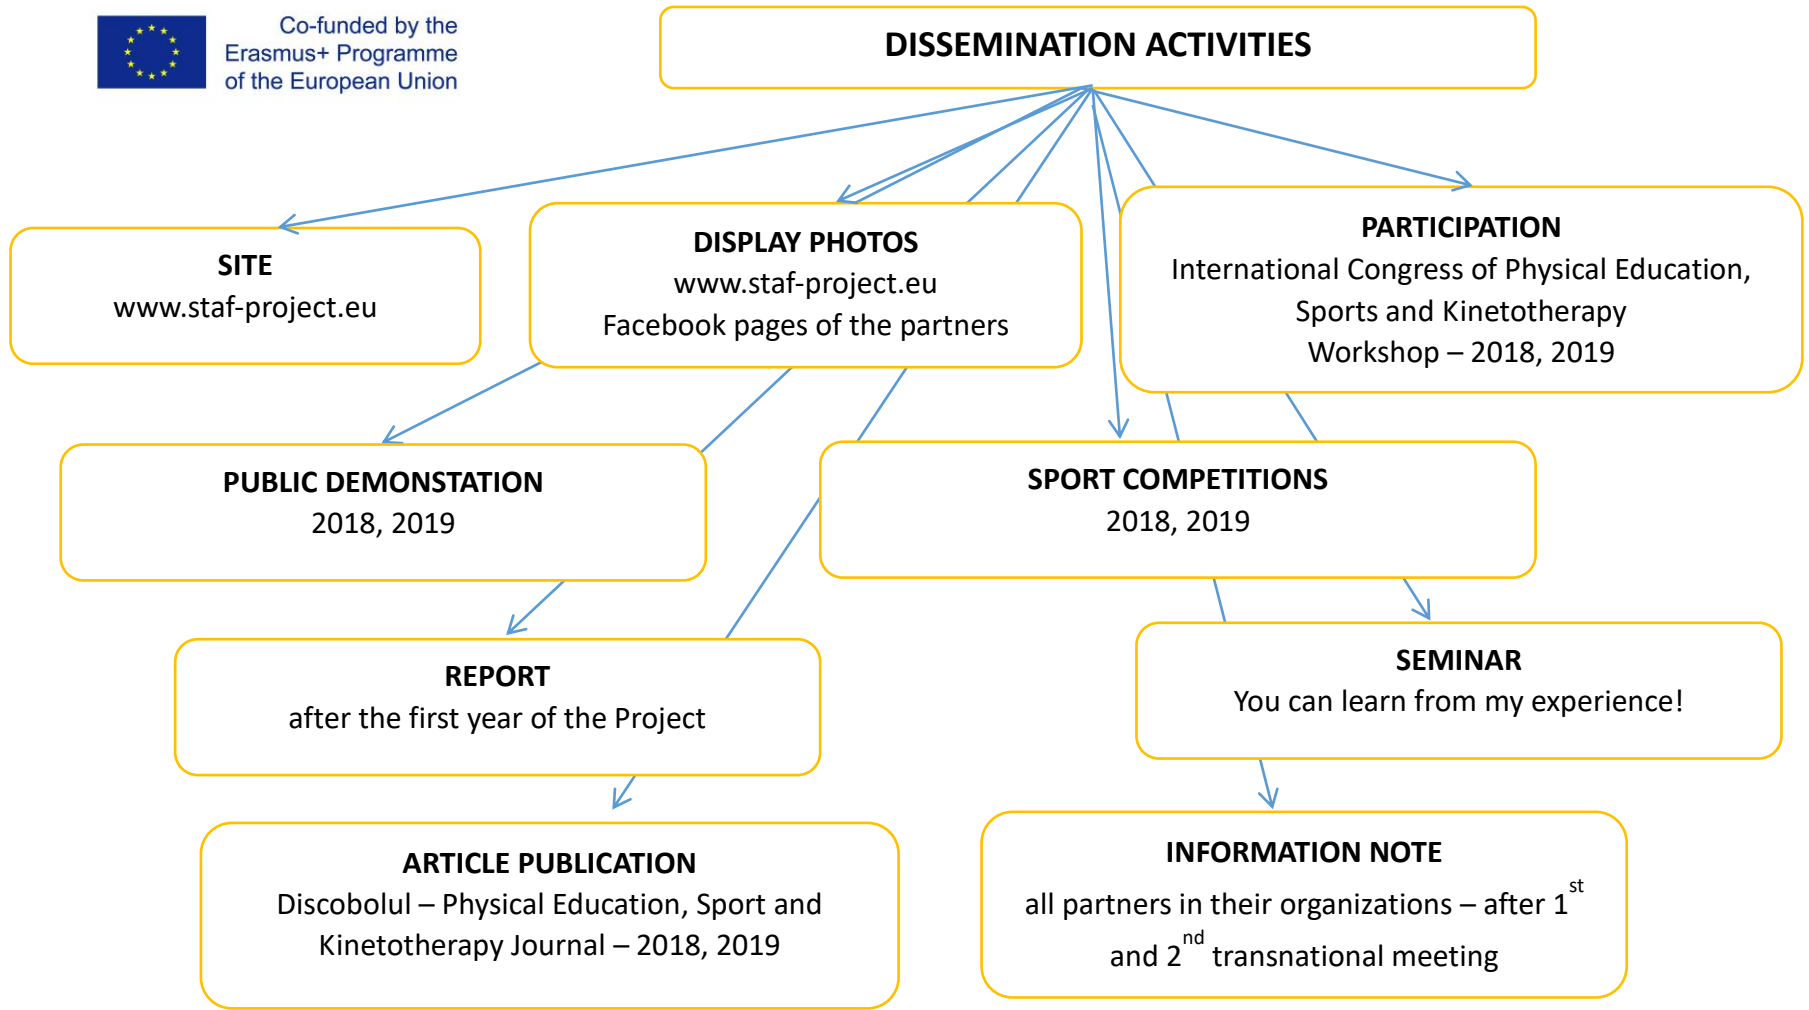 Co-funded by the
Erasmus+ Programme
of the European Union
DISSEMINATION ACTIVITIES
SITE
www.staf-project.eu
DISPLAY PHOTOS
www.staf-project.eu
Facebook pages of the partners
PARTICIPATION
International Congress of Physical Education,
Sports and Kinetotherapy
Workshop – 2018, 2019
PUBLIC DEMONSTATION
2018, 2019
SPORT COMPETITIONS
2018, 2019
REPORT
after the first year of the Project
SEMINAR
You can learn from my experience!
ARTICLE PUBLICATION
Discobolul – Physical Education, Sport and
Kinetotherapy Journal – 2018, 2019
INFORMATION NOTE
all partners in their organizations – after 1st
and 2nd transnational meeting